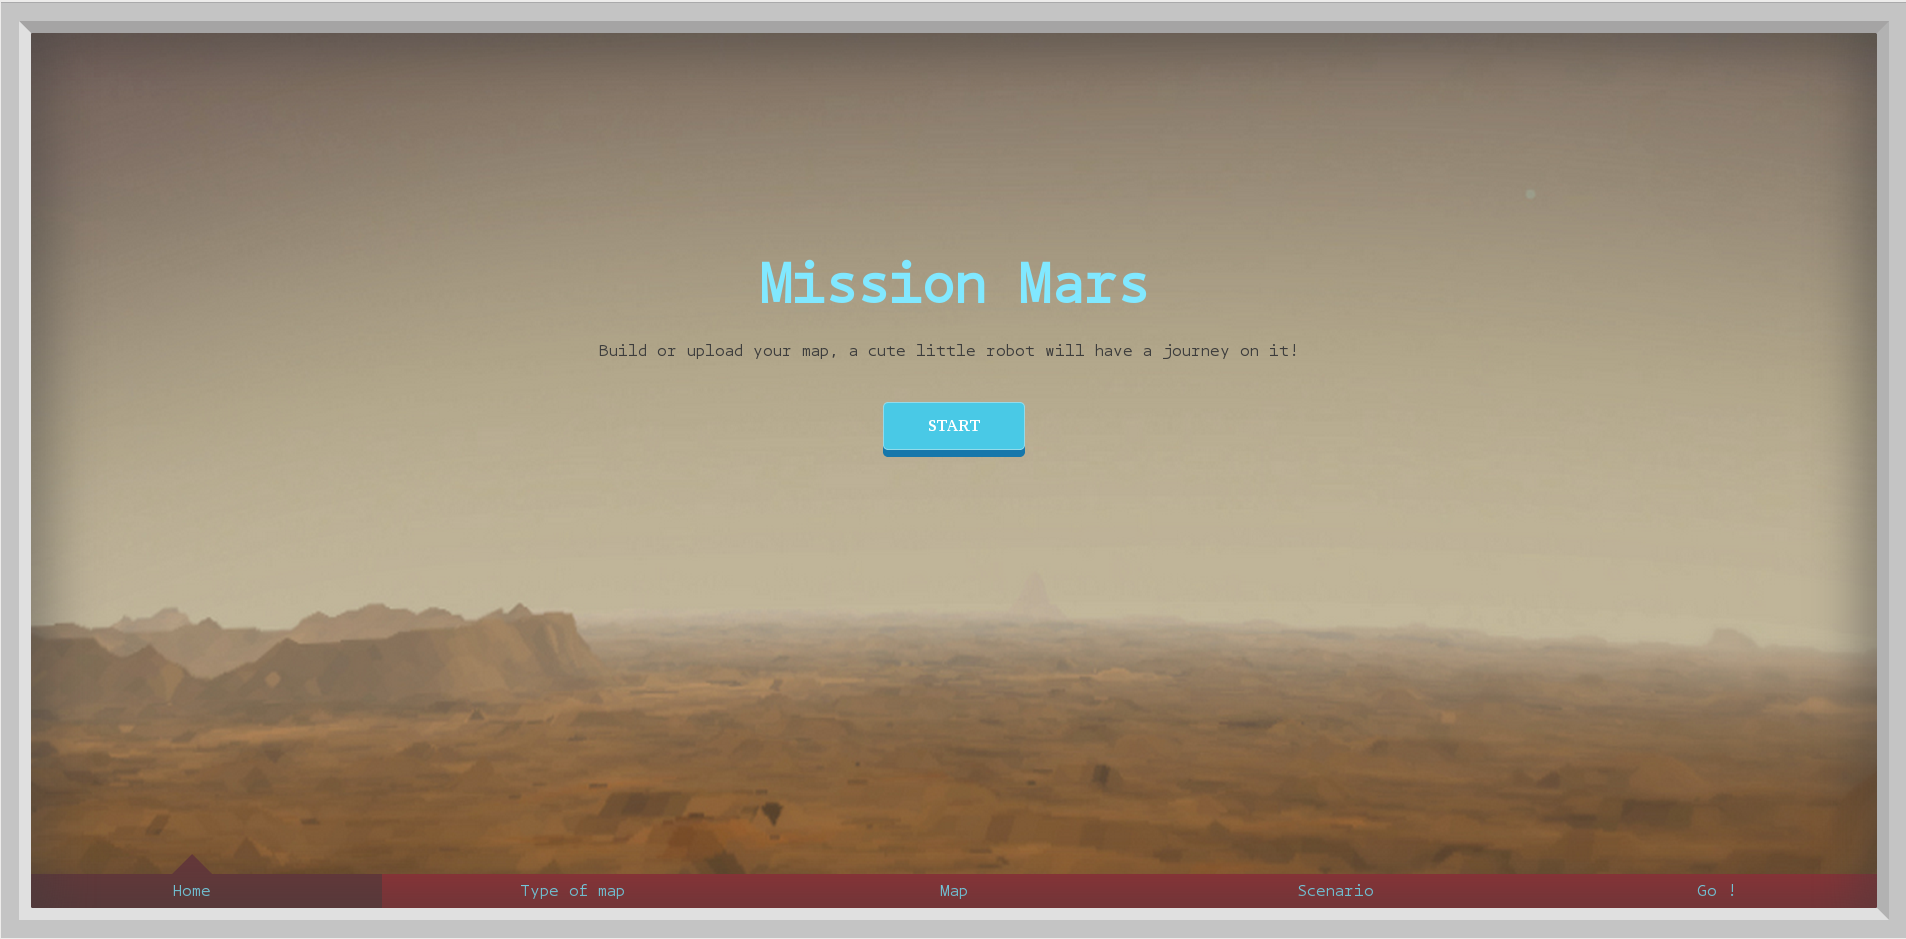 Mission Mars
Build or upload your map, a cute little robot will have a journey on it!
START
Home Type of map Map Scenario Go !